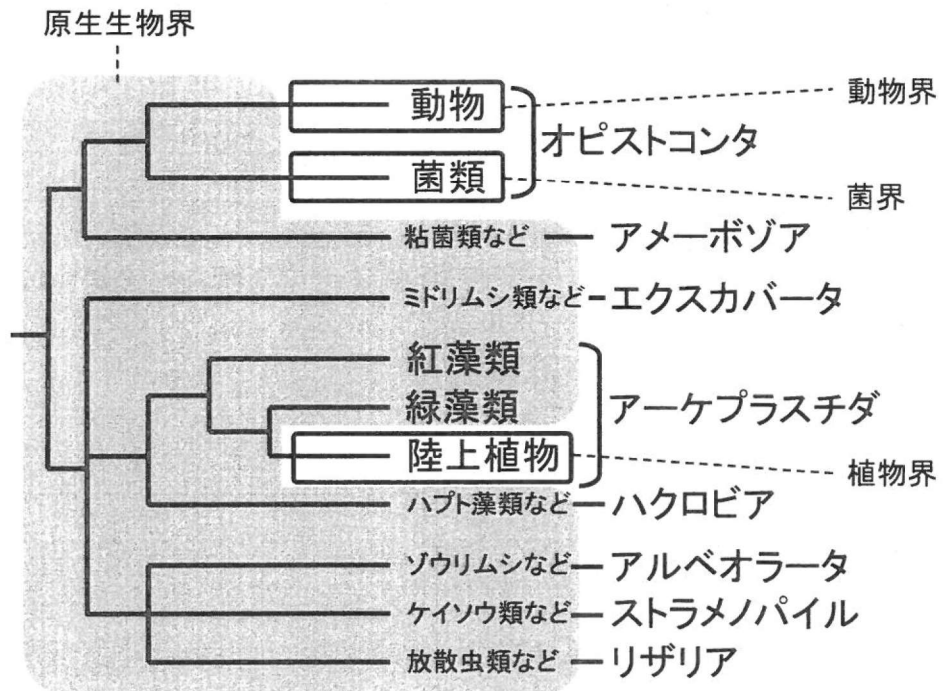 原生生物界
動物
動物界
オピストコンタ
菌類
菌界
粘菌類など
アメーボゾア
ミドリムシ類など
エクスカバータ
紅藻類
緑藻類
アーケプラスチダ
陸上植物
植物界
ハプト藻類など
ハクロビア
ゾウリムシなど
アルベオラータ
ケイソウ類など
ストラメノパイル
放散虫類など
リザリア